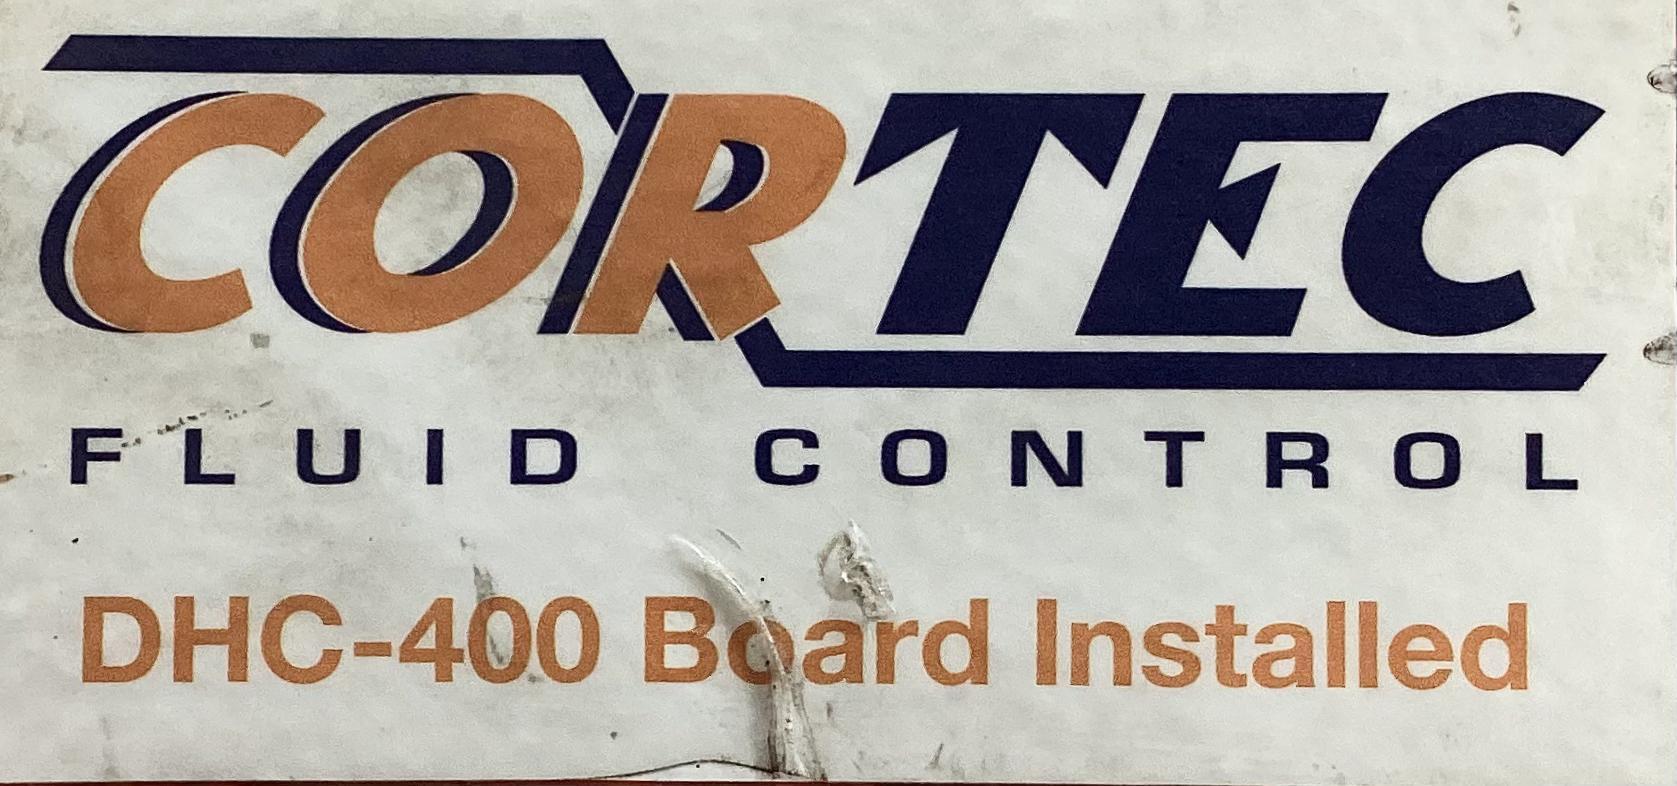 CORTEC
FLUID CONTROL
DHC-400 Board Installed